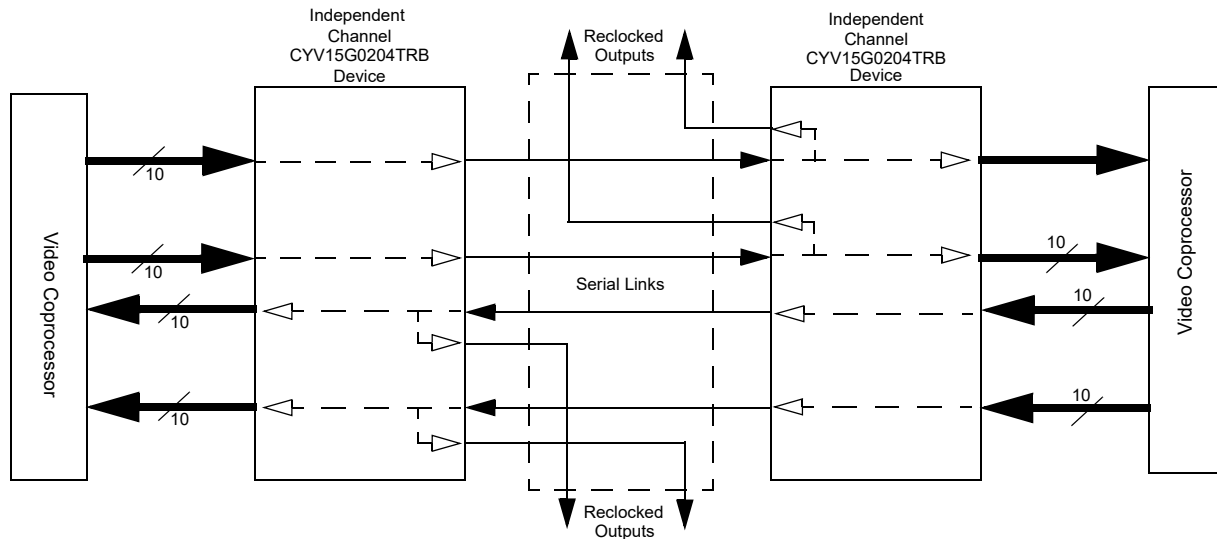 Independent
Channel
CYV15G0204TRB
Device
Reclocked
Outputs
Independent
Channel
CYV15G0204TRB
Device
Video Coprocessor
10
10
10
10
Serial Links
10
10
10
Video Coprocessor
Reclocked
Outputs